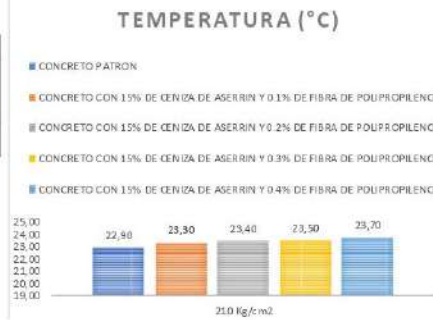 TEMPERATURA (°C)
CONCRETO PATRON
CONCRETO CON 15% DE CENIZA DE ASERRIN Y 0.1% DE FIBRA DE POLIPROPILENO
CONCRETO CON 15% DE CENIZA DE ASERRIN Y 0.2% DE FIBRA DE POLIPROPILENO
CONCRETO CON 15% DE CENIZA DE ASERRIN Y 0.3% DE FIBRA DE POLIPROPILENO
CONCRETO CON 15% DE CENIZA DE ASERRIN Y 0.4% DE FIBRA DE POLIPROPILENO
25,00
24,00
23,00
22,00
21,00
20,00
19,00
22,90
23,30
23,40
23,50
23,70
210 Kg/cm2